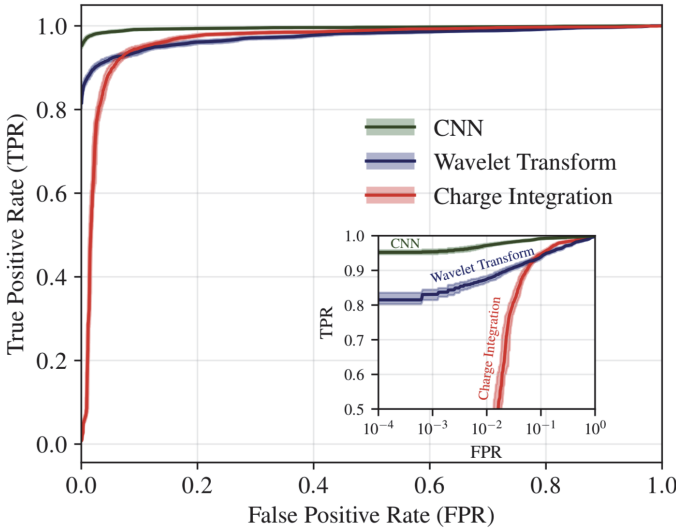 1.0
0.8
0.6
0.4
0.2
0.0
True Positive Rate (TPR)
CNN
Wavelet Transform
Charge Integration
1.0
0.9
0.8
0.7
0.6
0.5
TPR
CNN
Wavelet Transform
Charge Integration
10⁻⁴ 10⁻³ 10⁻² 10⁻¹ 10⁰
FPR
0.0 0.2 0.4 0.6 0.8 1.0
False Positive Rate (FPR)